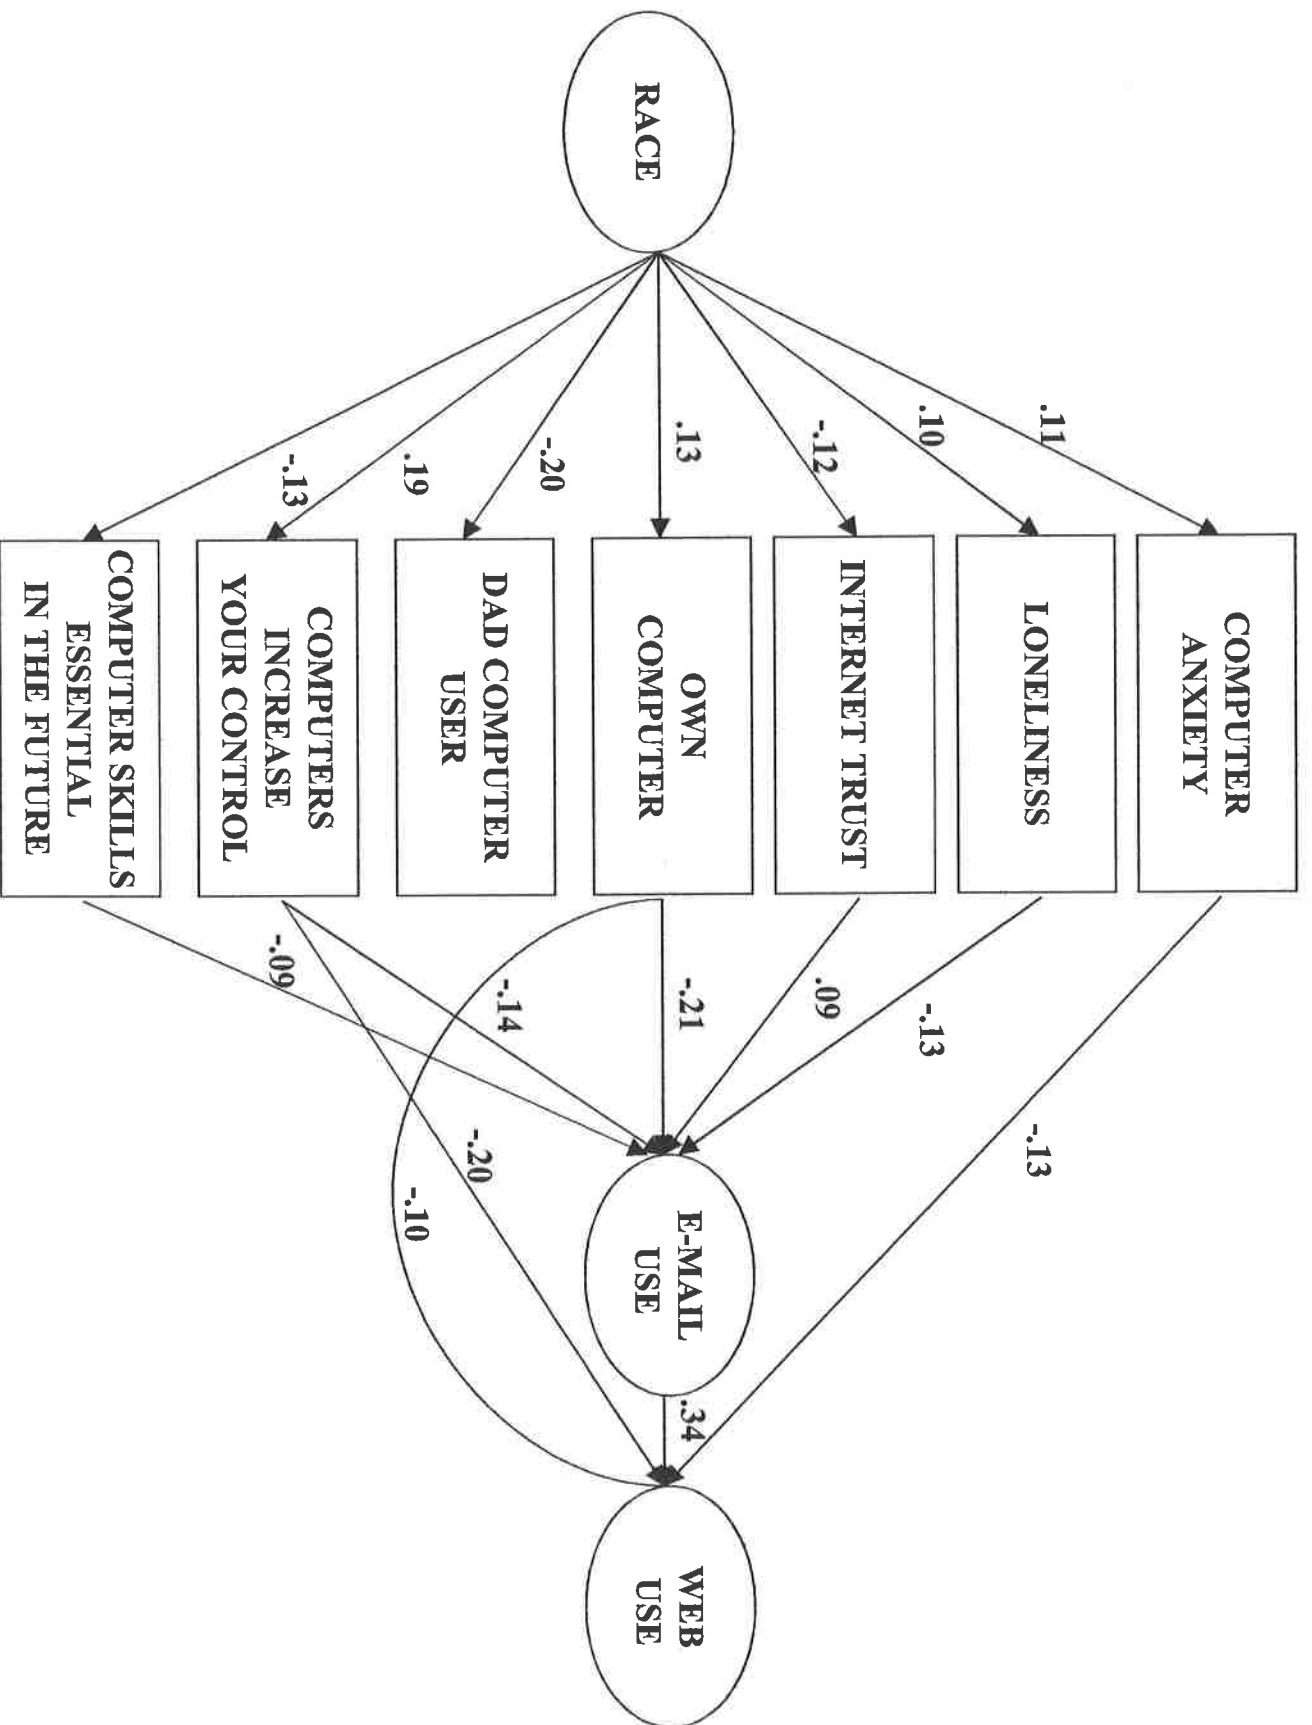 RACE
.11
.10
-.12
.13
-.20
.19
-.13
COMPUTER
ANXIETY
LONELINESS
INTERNET TRUST
OWN
COMPUTER
DAD COMPUTER
USER
COMPUTERS
INCREASE
YOUR CONTROL
COMPUTER SKILLS
ESSENTIAL
IN THE FUTURE
-.13
-.13
.09
-.21
-.14
-.09
-.20
-.10
E-MAIL
USE
.34
WEB
USE